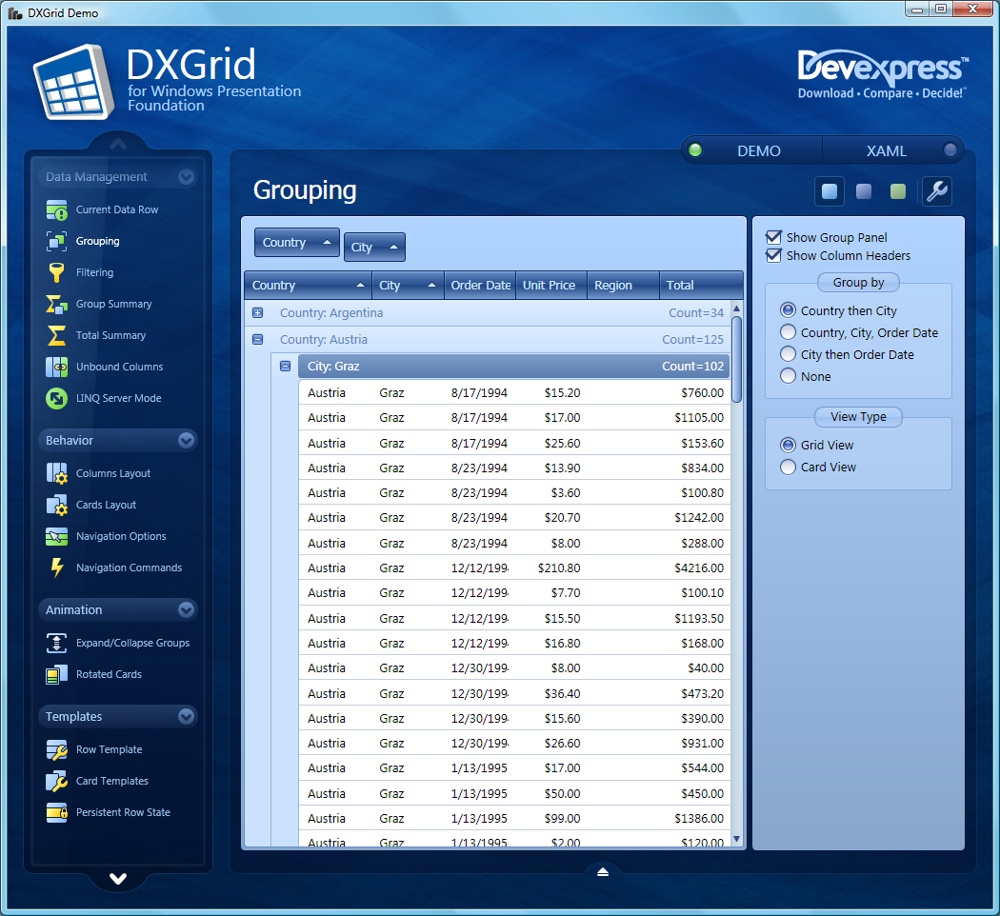 DXGrid Demo
DXGrid
for Windows Presentation
Foundation
DevExpress™
Download • Compare • Decide!™
DEMO XAML
Data Management
Current Data Row
Grouping
Filtering
Group Summary
Total Summary
Unbound Columns
LINQ Server Mode
Behavior
Columns Layout
Cards Layout
Navigation Options
Navigation Commands
Animation
Expand/Collapse Groups
Rotated Cards
Templates
Row Template
Card Templates
Persistent Row State
Grouping
Country City
Country City Order Date Unit Price Region Total
Country: Argentina Count=34
Country: Austria Count=125
City: Graz Count=102
Austria Graz 8/17/1994 $15.20 $760.00
Austria Graz 8/17/1994 $17.00 $1105.00
Austria Graz 8/17/1994 $25.60 $153.60
Austria Graz 8/23/1994 $13.90 $834.00
Austria Graz 8/23/1994 $3.60 $100.80
Austria Graz 8/23/1994 $20.70 $1242.00
Austria Graz 8/23/1994 $8.00 $288.00
Austria Graz 12/12/199 $210.80 $4216.00
Austria Graz 12/12/199 $7.70 $100.10
Austria Graz 12/12/199 $15.50 $1193.50
Austria Graz 12/12/199 $16.80 $168.00
Austria Graz 12/30/199 $8.00 $40.00
Austria Graz 12/30/199 $36.40 $473.20
Austria Graz 12/30/199 $15.60 $390.00
Austria Graz 12/30/199 $26.60 $931.00
Austria Graz 1/13/1995 $17.00 $544.00
Austria Graz 1/13/1995 $50.00 $450.00
Austria Graz 1/13/1995 $99.00 $1386.00
Austria Graz 1/13/1995 $2.00 $120.00
Show Group Panel
Show Column Headers
Group by
Country then City
Country, City, Order Date
City then Order Date
None
View Type
Grid View
Card View